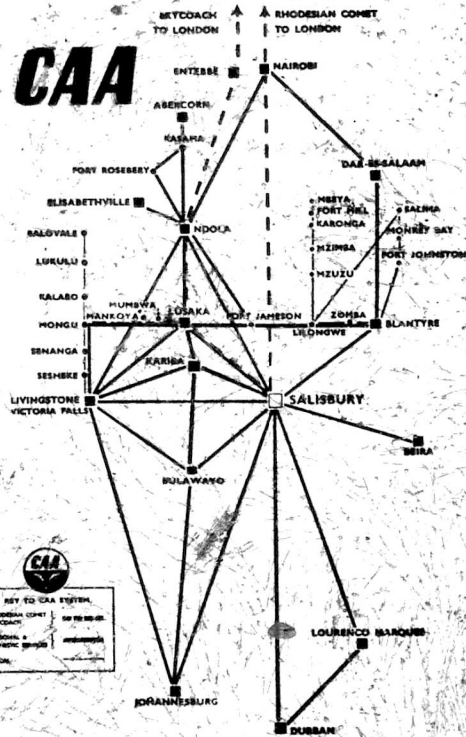 SKYCOACH
TO LONDON
RHODESIAN COMET
TO LONDON
CAA
ENTEBBE
NAIROBI
ABERCORN
KASAMA
FORT ROSEBERY
DAR-ES-SALAAM
ELISABETHVILLE
MBEYA
FORT HILL
KARONGA
SALIMA
MONKEY BAY
NDOLA
BALOVALE
MZIMBA
FORT JOHNSTON
LUKULU
MZUZU
KALABO
MUMBWA
MANKOYA
LUSAKA
FORT JAMESON
ZOMBA
MONGU
LILONGWE
BLANTYRE
SENANGA
KARIBA
SESHEKE
LIVINGSTONE
VICTORIA FALLS
SALISBURY
BEIRA
BULAWAYO
CAA
KEY TO CAA SYSTEM
LOURENCO MARQUES
JOHANNESBURG
DURBAN